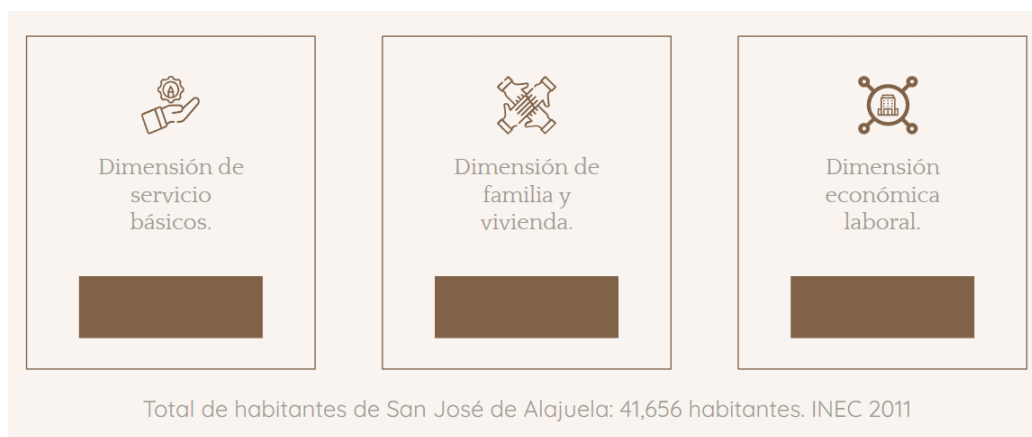 Dimensión de
servicio
básicos.
Dimensión de
familia y
vivienda.
Dimensión
económica
laboral.
Total de habitantes de San José de Alajuela: 41,656 habitantes. INEC 2011